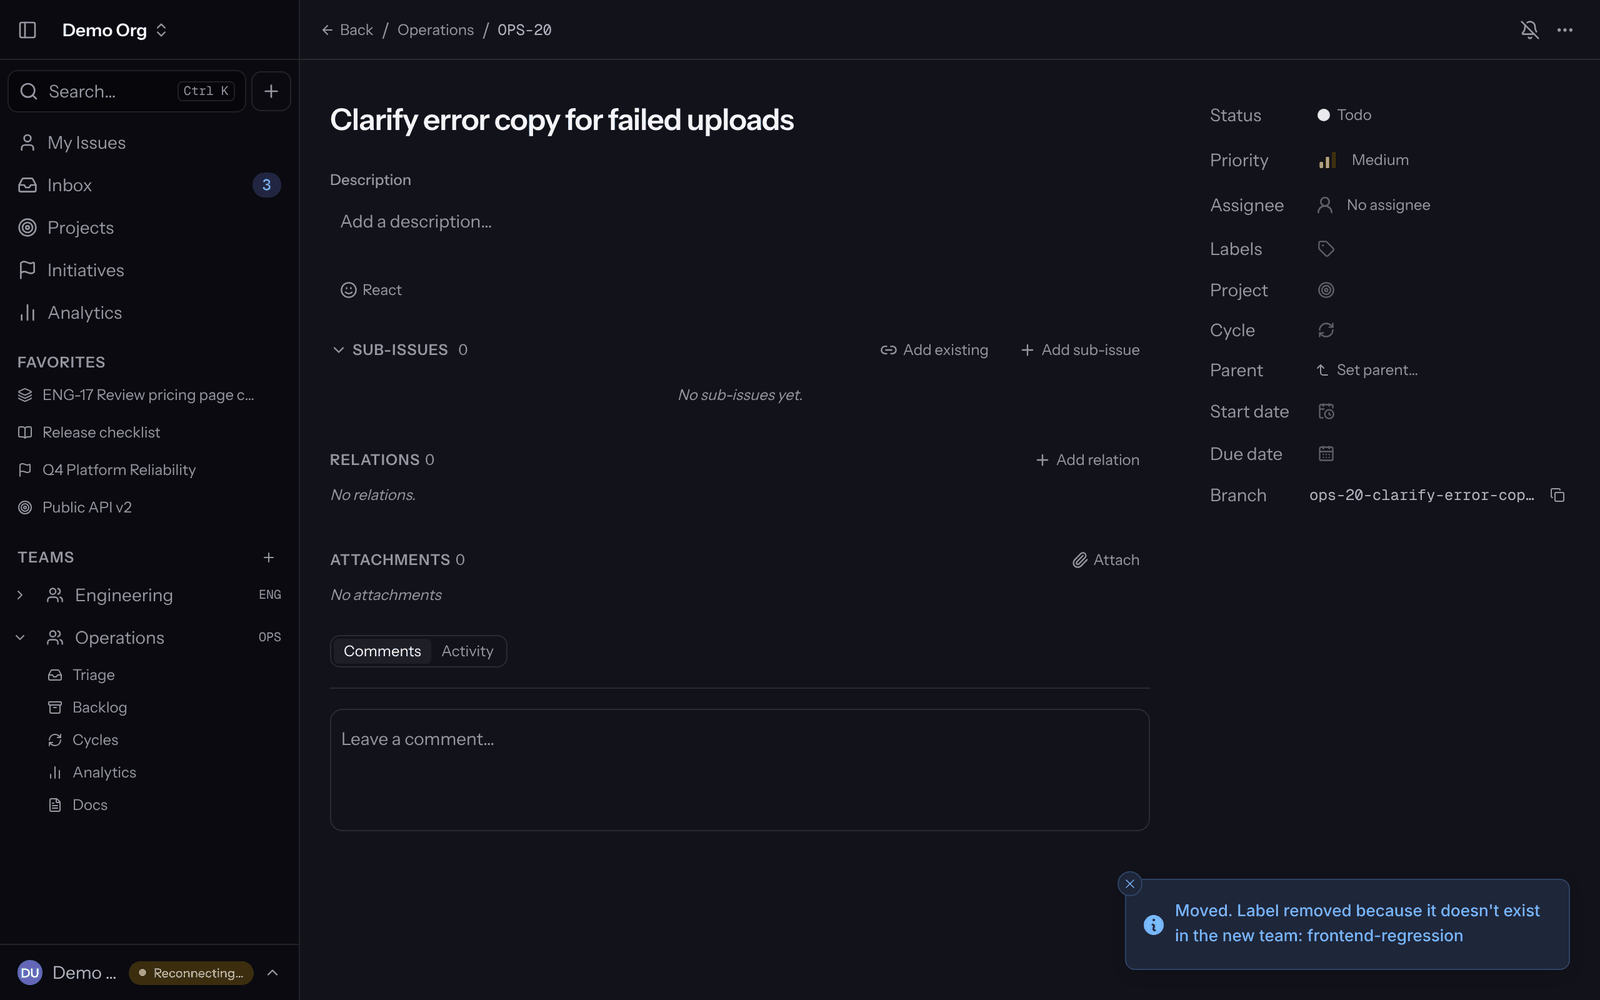 Demo Org
Search...
Ctrl K
My Issues
Inbox
3
Projects
Initiatives
Analytics
FAVORITES
ENG-17 Review pricing page c...
Release checklist
Q4 Platform Reliability
Public API v2
TEAMS
Engineering
ENG
Operations
OPS
Triage
Backlog
Cycles
Analytics
Docs
DU
Demo ...
Reconnecting...
Back / Operations / OPS-20
Clarify error copy for failed uploads
Description
Add a description...
React
SUB-ISSUES 0
Add existing
Add sub-issue
No sub-issues yet.
RELATIONS 0
Add relation
No relations.
ATTACHMENTS 0
Attach
No attachments
Comments
Activity
Leave a comment...
Status
Todo
Priority
Medium
Assignee
No assignee
Labels
Project
Cycle
Parent
Set parent...
Start date
Due date
Branch
ops-20-clarify-error-cop...
Moved. Label removed because it doesn't exist
in the new team: frontend-regression